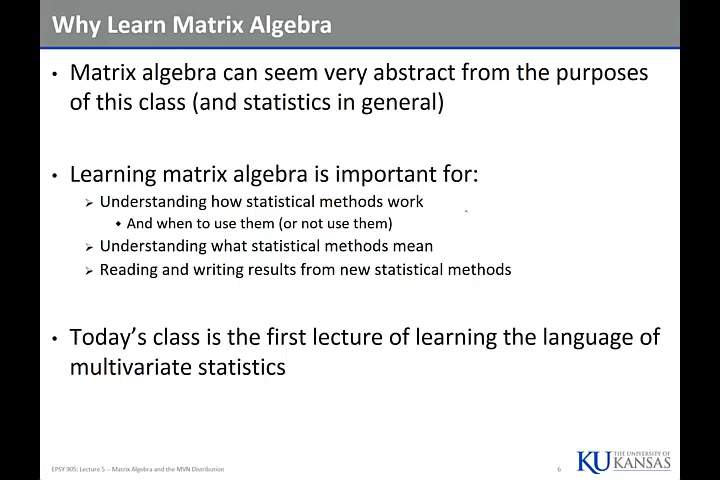 Why Learn Matrix Algebra
• Matrix algebra can seem very abstract from the purposes
of this class (and statistics in general)
• Learning matrix algebra is important for:
➢ Understanding how statistical methods work
◆ And when to use them (or not use them)
➢ Understanding what statistical methods mean
➢ Reading and writing results from new statistical methods
• Today's class is the first lecture of learning the language of
multivariate statistics
EPSY 905: Lecture 5 -- Matrix Algebra and the MVN Distribution
6
KU THE UNIVERSITY OF
KANSAS